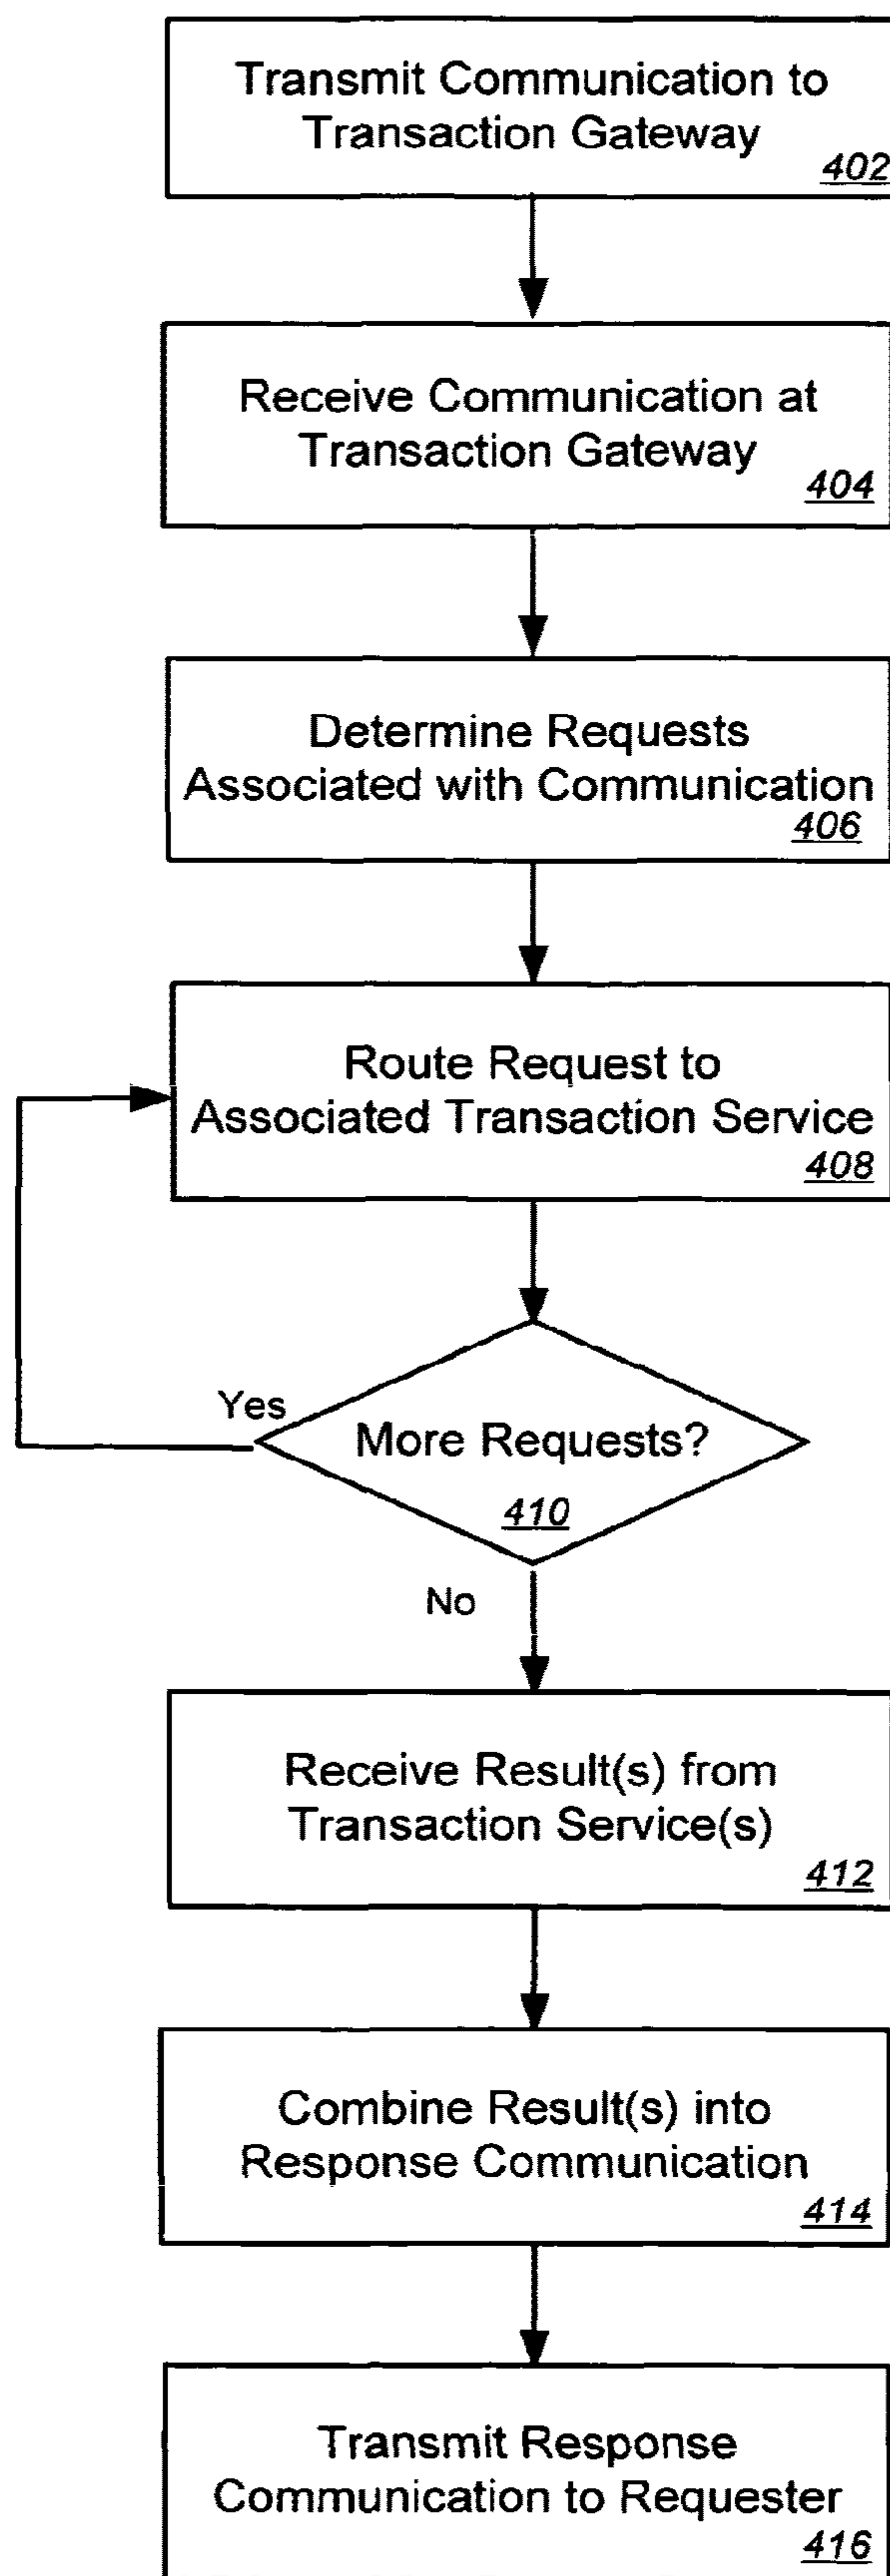 Transmit Communication to
Transaction Gateway
402
Receive Communication at
Transaction Gateway
404
Determine Requests
Associated with Communication
406
Route Request to
Associated Transaction Service
408
Yes
More Requests?
410
No
Receive Result(s) from
Transaction Service(s)
412
Combine Result(s) into
Response Communication
414
Transmit Response
Communication to Requester
416